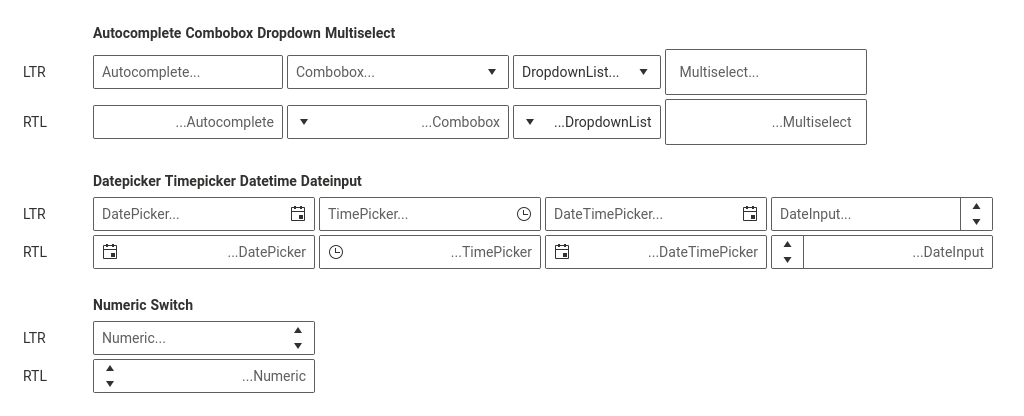 Autocomplete Combobox Dropdown Multiselect
LTR Autocomplete... Combobox... DropdownList... Multiselect...
RTL ...Autocomplete ...Combobox ...DropdownList ...Multiselect
Datepicker Timepicker Datetime Dateinput
LTR DatePicker... TimePicker... DateTimePicker... DateInput...
RTL ...DatePicker ...TimePicker ...DateTimePicker ...DateInput
Numeric Switch
LTR Numeric...
RTL ...Numeric